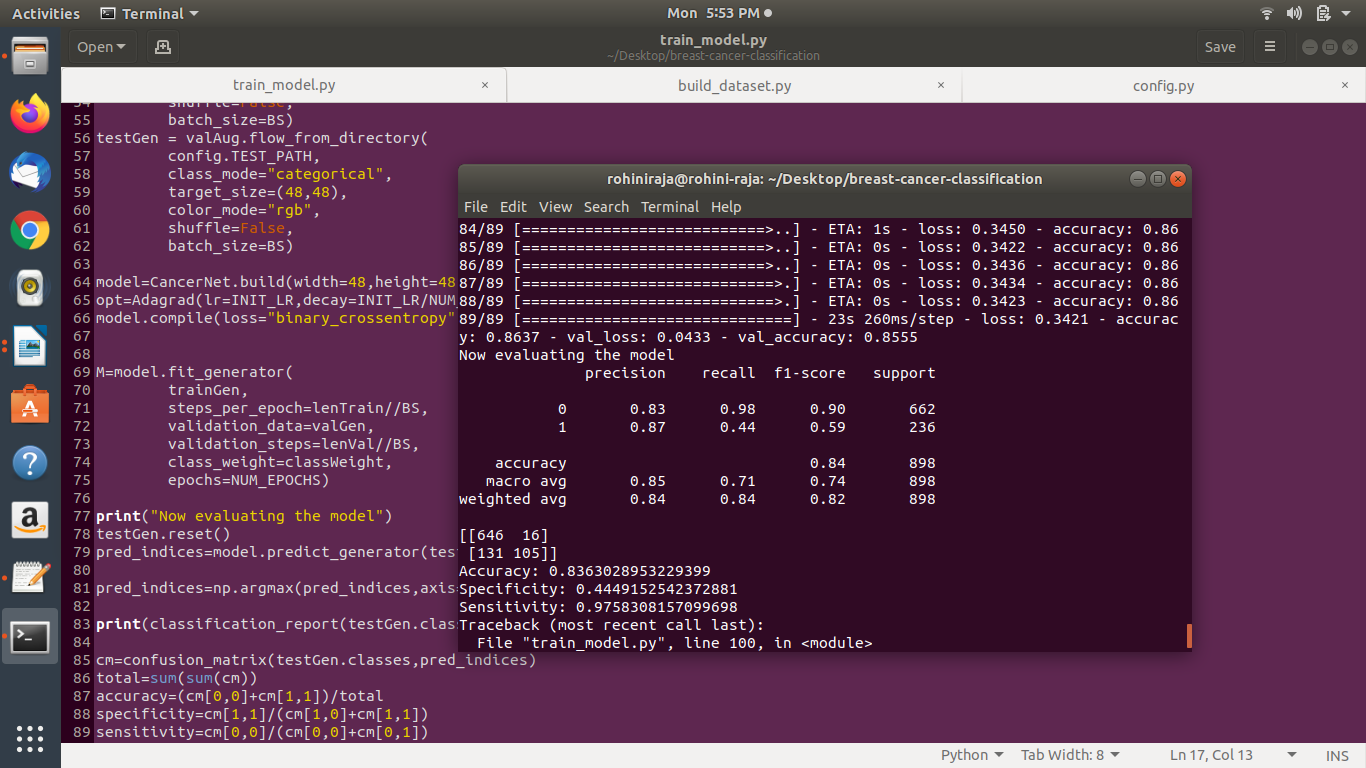 Activities Terminal Mon 5:53 PM
Open train_model.py Save
~/Desktop/breast-cancer-classification
train_model.py × build_dataset.py × config.py ×
54 shuffle=False,
55 batch_size=BS)
56 testGen = valAug.flow_from_directory(
57 config.TEST_PATH,
58 class_mode="categorical",
59 target_size=(48,48),
60 color_mode="rgb",
61 shuffle=False,
62 batch_size=BS)
63
64 model=CancerNet.build(width=48,height=48
65 opt=Adagrad(lr=INIT_LR,decay=INIT_LR/NUM
66 model.compile(loss="binary_crossentropy"
67
68
69 M=model.fit_generator(
70 trainGen,
71 steps_per_epoch=lenTrain//BS,
72 validation_data=valGen,
73 validation_steps=lenVal//BS,
74 class_weight=classWeight,
75 epochs=NUM_EPOCHS)
76
77 print("Now evaluating the model")
78 testGen.reset()
79 pred_indices=model.predict_generator(tes
80
81 pred_indices=np.argmax(pred_indices,axis
82
83 print(classification_report(testGen.clas
84
85 cm=confusion_matrix(testGen.classes,pred_indices)
86 total=sum(sum(cm))
87 accuracy=(cm[0,0]+cm[1,1])/total
88 specificity=cm[1,1]/(cm[1,0]+cm[1,1])
89 sensitivity=cm[0,0]/(cm[0,0]+cm[0,1])
rohiniraja@rohini-raja: ~/Desktop/breast-cancer-classification
File Edit View Search Terminal Help
84/89 [===========================>..] - ETA: 1s - loss: 0.3450 - accuracy: 0.86
85/89 [===========================>..] - ETA: 0s - loss: 0.3422 - accuracy: 0.86
86/89 [===========================>..] - ETA: 0s - loss: 0.3436 - accuracy: 0.86
87/89 [============================>.] - ETA: 0s - loss: 0.3434 - accuracy: 0.86
88/89 [============================>.] - ETA: 0s - loss: 0.3423 - accuracy: 0.86
89/89 [==============================] - 23s 260ms/step - loss: 0.3421 - accurac
y: 0.8637 - val_loss: 0.0433 - val_accuracy: 0.8555
Now evaluating the model
precision recall f1-score support
0 0.83 0.98 0.90 662
1 0.87 0.44 0.59 236
accuracy 0.84 898
macro avg 0.85 0.71 0.74 898
weighted avg 0.84 0.84 0.82 898
[[646 16]
[131 105]]
Accuracy: 0.8363028953229399
Specificity: 0.4449152542372881
Sensitivity: 0.9758308157099698
Traceback (most recent call last):
File "train_model.py", line 100, in <module>
Python Tab Width: 8 Ln 17, Col 13 INS